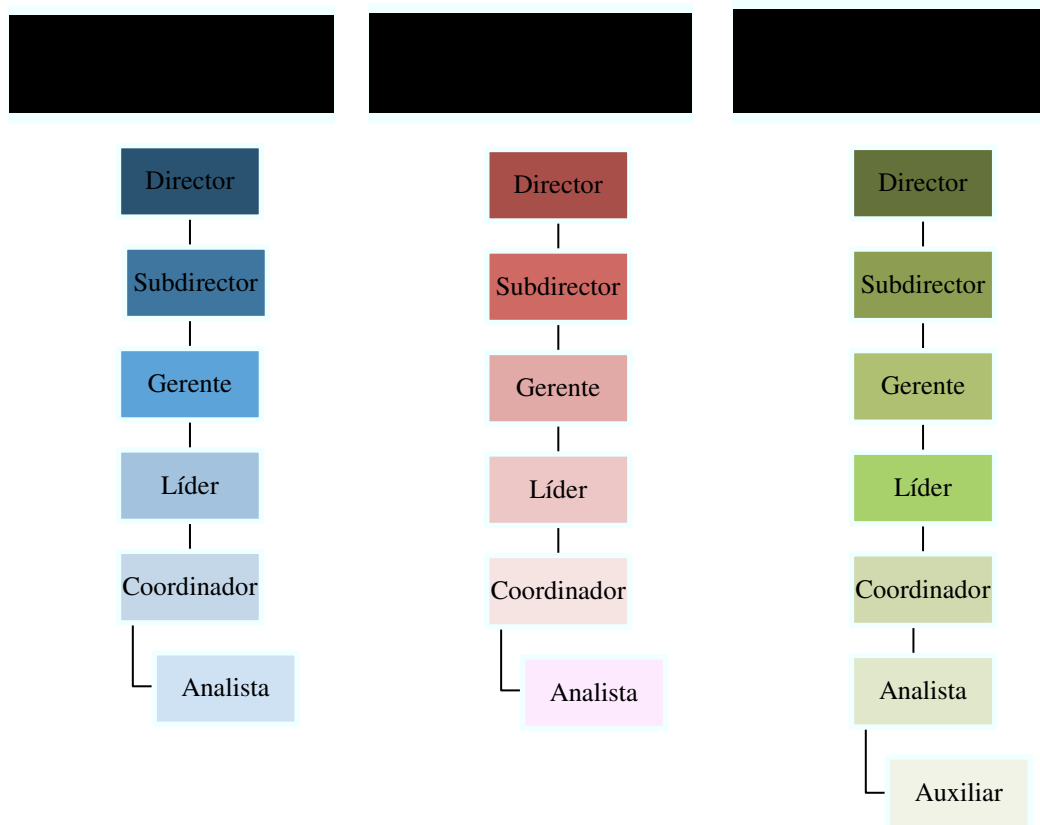 Director
Subdirector
Gerente
Líder
Coordinador
Analista
Director
Subdirector
Gerente
Líder
Coordinador
Analista
Director
Subdirector
Gerente
Líder
Coordinador
Analista
Auxiliar